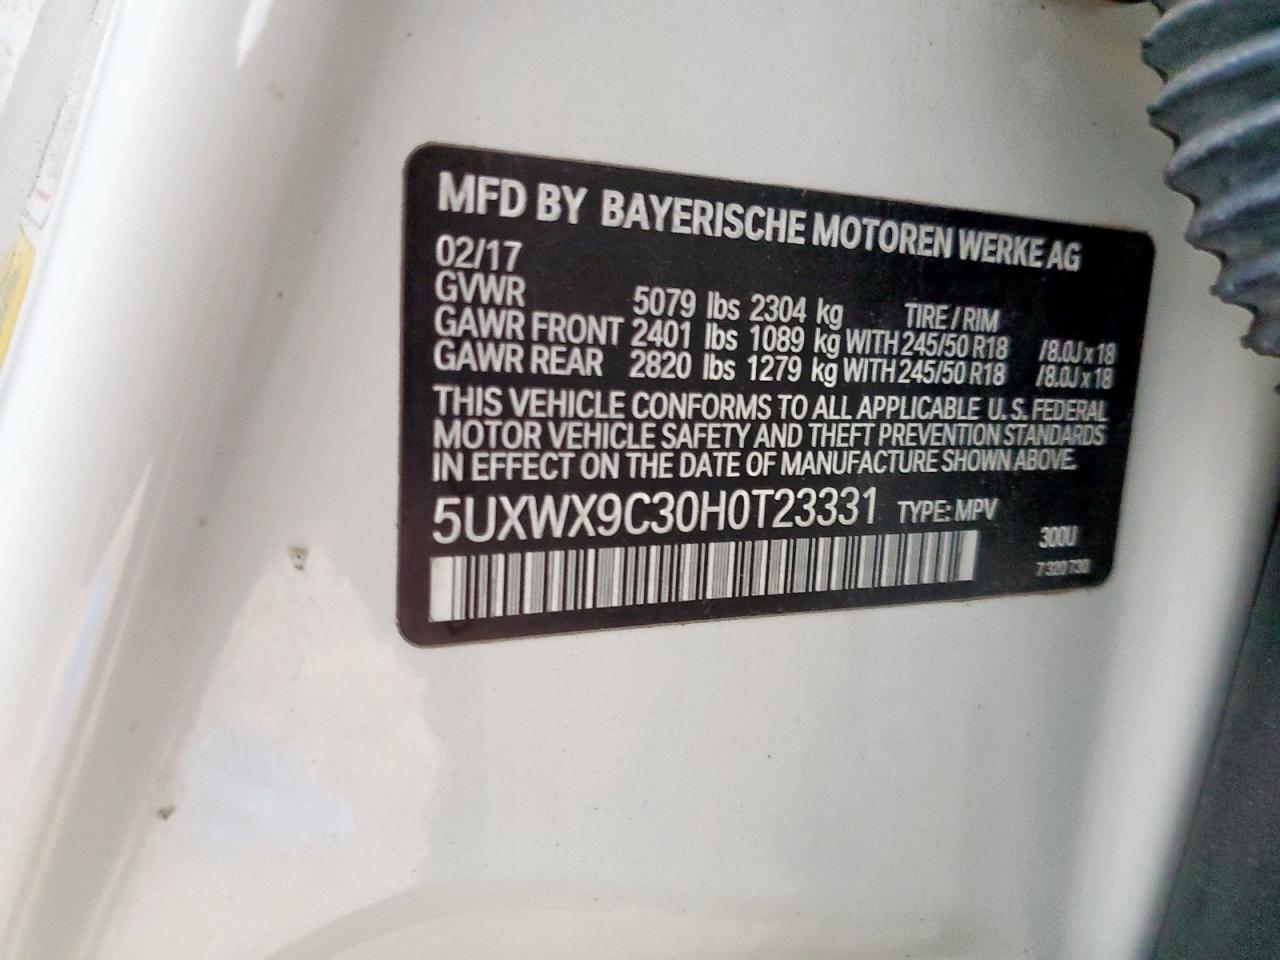 MFD BY BAYERISCHE MOTOREN WERKE AG
02/17
GVWR 5079 lbs 2304 kg TIRE / RIM
GAWR FRONT 2401 lbs 1089 kg WITH 245/50 R18 /8.0J x 18
GAWR REAR 2820 lbs 1279 kg WITH 245/50 R18 /8.0J x 18
THIS VEHICLE CONFORMS TO ALL APPLICABLE U. S. FEDERAL
MOTOR VEHICLE SAFETY AND THEFT PREVENTION STANDARDS
IN EFFECT ON THE DATE OF MANUFACTURE SHOWN ABOVE.
5UXWX9C30H0T23331 TYPE: MPV
300U